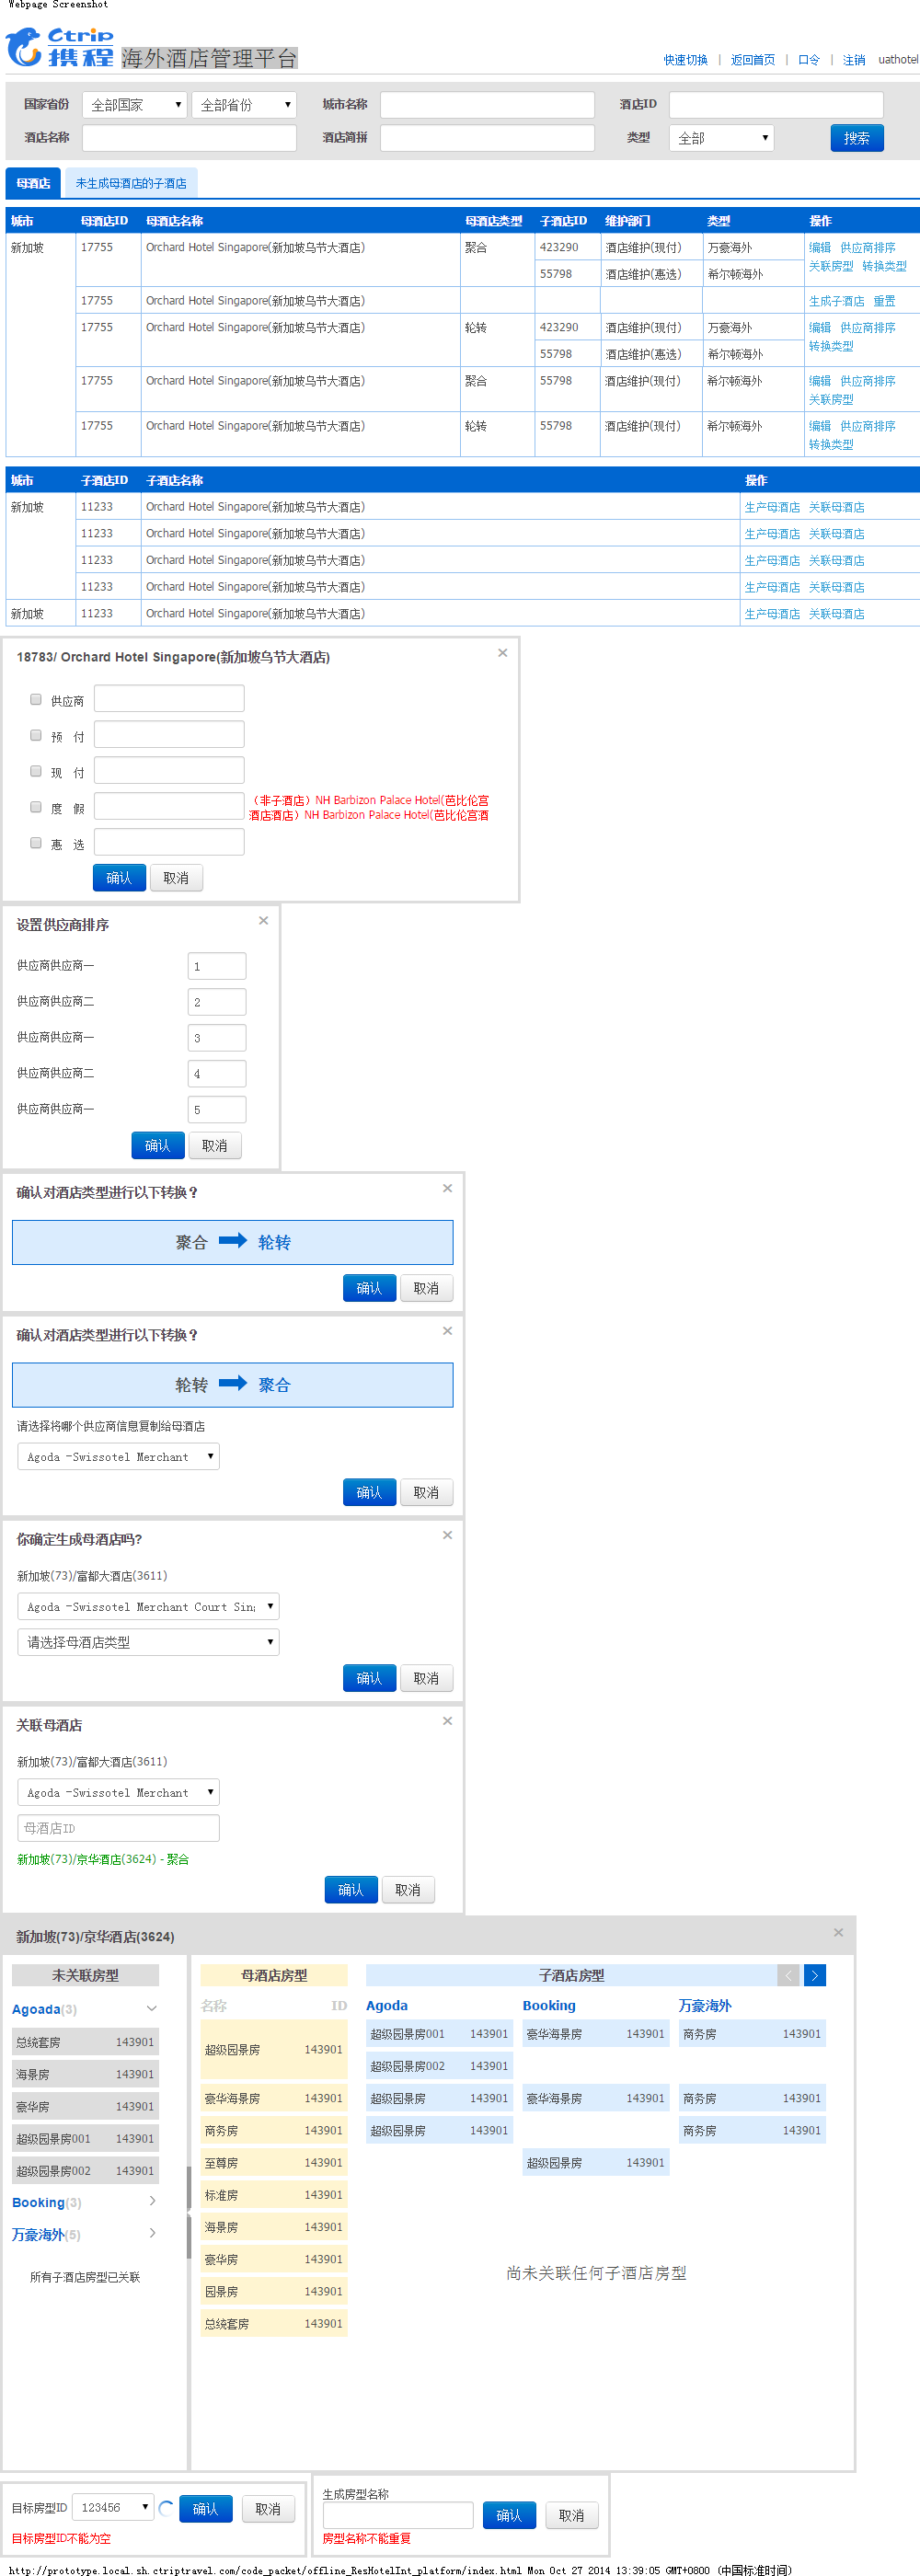 Webpage Screenshot
Ctrip
携程 海外酒店管理平台
快速切换 | 返回首页 | 口令 | 注销 uathotel
国家省份 全部国家 全部省份 城市名称 酒店ID
酒店名称 酒店简拼 类型 全部 搜索
母酒店 未生成母酒店的子酒店
城市 母酒店ID 母酒店名称 母酒店类型 子酒店ID 维护部门 类型 操作
新加坡 17755 Orchard Hotel Singapore(新加坡乌节大酒店) 聚合 423290 酒店维护(现付) 万豪海外 编辑 供应商排序
关联房型 转换类型
55798 酒店维护(惠选) 希尔顿海外
17755 Orchard Hotel Singapore(新加坡乌节大酒店) 生成子酒店 重置
17755 Orchard Hotel Singapore(新加坡乌节大酒店) 轮转 423290 酒店维护(现付) 万豪海外 编辑 供应商排序
转换类型
55798 酒店维护(惠选) 希尔顿海外
17755 Orchard Hotel Singapore(新加坡乌节大酒店) 聚合 55798 酒店维护(现付) 希尔顿海外 编辑 供应商排序
关联房型
17755 Orchard Hotel Singapore(新加坡乌节大酒店) 轮转 55798 酒店维护(现付) 希尔顿海外 编辑 供应商排序
转换类型
城市 子酒店ID 子酒店名称 操作
新加坡 11233 Orchard Hotel Singapore(新加坡乌节大酒店) 生产母酒店 关联母酒店
11233 Orchard Hotel Singapore(新加坡乌节大酒店) 生产母酒店 关联母酒店
11233 Orchard Hotel Singapore(新加坡乌节大酒店) 生产母酒店 关联母酒店
11233 Orchard Hotel Singapore(新加坡乌节大酒店) 生产母酒店 关联母酒店
新加坡 11233 Orchard Hotel Singapore(新加坡乌节大酒店) 生产母酒店 关联母酒店
18783/ Orchard Hotel Singapore(新加坡乌节大酒店) ×
供应商
预 付
现 付
度 假 (非子酒店) NH Barbizon Palace Hotel(芭比伦宫
酒店酒店) NH Barbizon Palace Hotel(芭比伦宫酒
惠 选
确认 取消
设置供应商排序 ×
供应商供应商一 1
供应商供应商二 2
供应商供应商一 3
供应商供应商二 4
供应商供应商一 5
确认 取消
确认对酒店类型进行以下转换? ×
聚合 轮转
确认 取消
确认对酒店类型进行以下转换? ×
轮转 聚合
请选择将哪个供应商信息复制给母酒店
Agoda -Swissotel Merchant
确认 取消
你确定生成母酒店吗? ×
新加坡(73)/富都大酒店(3611)
Agoda -Swissotel Merchant Court Sin
请选择母酒店类型
确认 取消
关联母酒店 ×
新加坡(73)/富都大酒店(3611)
Agoda -Swissotel Merchant
母酒店ID
新加坡(73)/京华酒店(3624) - 聚合
确认 取消
新加坡(73)/京华酒店(3624) ×
未关联房型 母酒店房型 子酒店房型
Agoada(3) 名称 ID Agoda Booking 万豪海外
总统套房 143901 超级园景房 143901 超级园景房001 143901 豪华海景房 143901 商务房 143901
海景房 143901 超级园景房002 143901
豪华房 143901 豪华海景房 143901 超级园景房 143901 豪华海景房 143901 商务房 143901
超级园景房001 143901 商务房 143901 超级园景房 143901 商务房 143901
超级园景房002 143901 至尊房 143901 超级园景房 143901
Booking(3) 标准房 143901
万豪海外(5) 海景房 143901
所有子酒店房型已关联 豪华房 143901 尚未关联任何子酒店房型
园景房 143901
总统套房 143901
目标房型ID 123456 确认 取消
目标房型ID不能为空
生成房型名称
确认 取消
房型名称不能重复
http://prototype.local.sh.ctriptravel.com/code_packet/offline_ResHotelInt_platform/index.html Mon Oct 27 2014 13:39:05 GMT+0800 (中国标准时间)